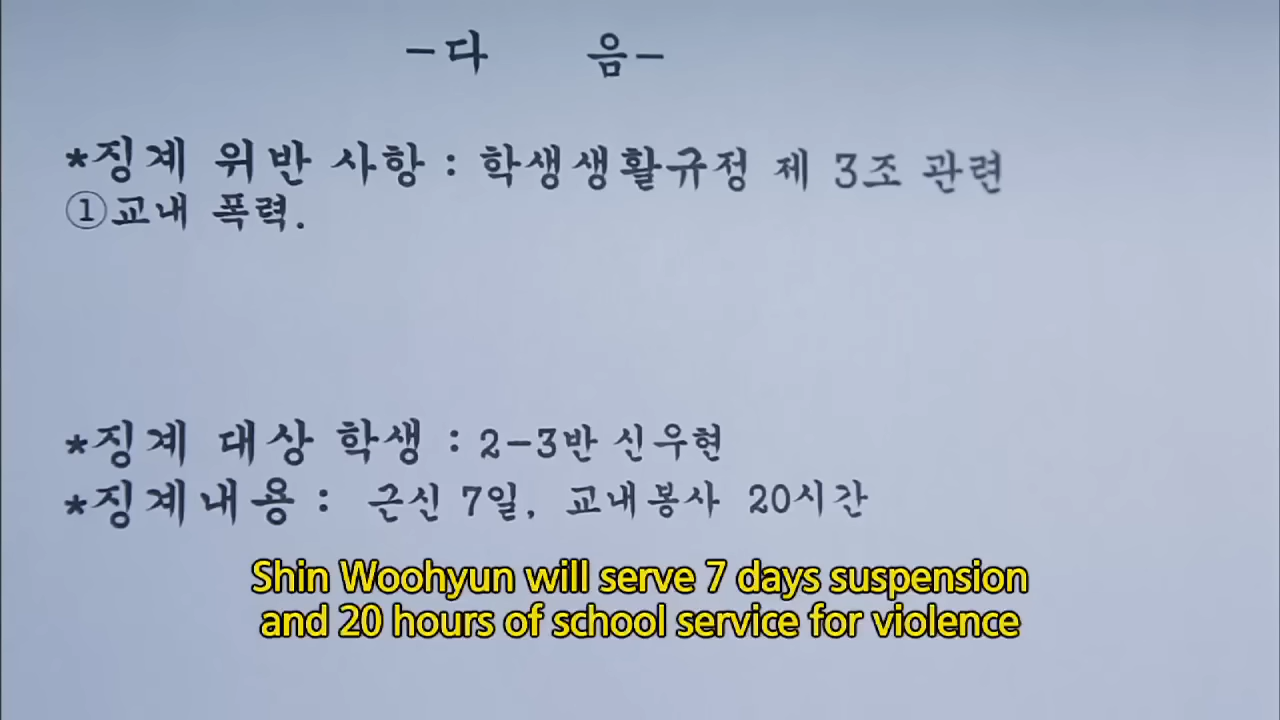 -다 음-
*징계 위반 사항 : 학생생활규정 제 3조 관련
①교내 폭력.
*징계 대상 학생 : 2-3반 신우현
*징계내용 : 근신 7일, 교내봉사 20시간
Shin Woohyun will serve 7 days suspension
and 20 hours of school service for violence